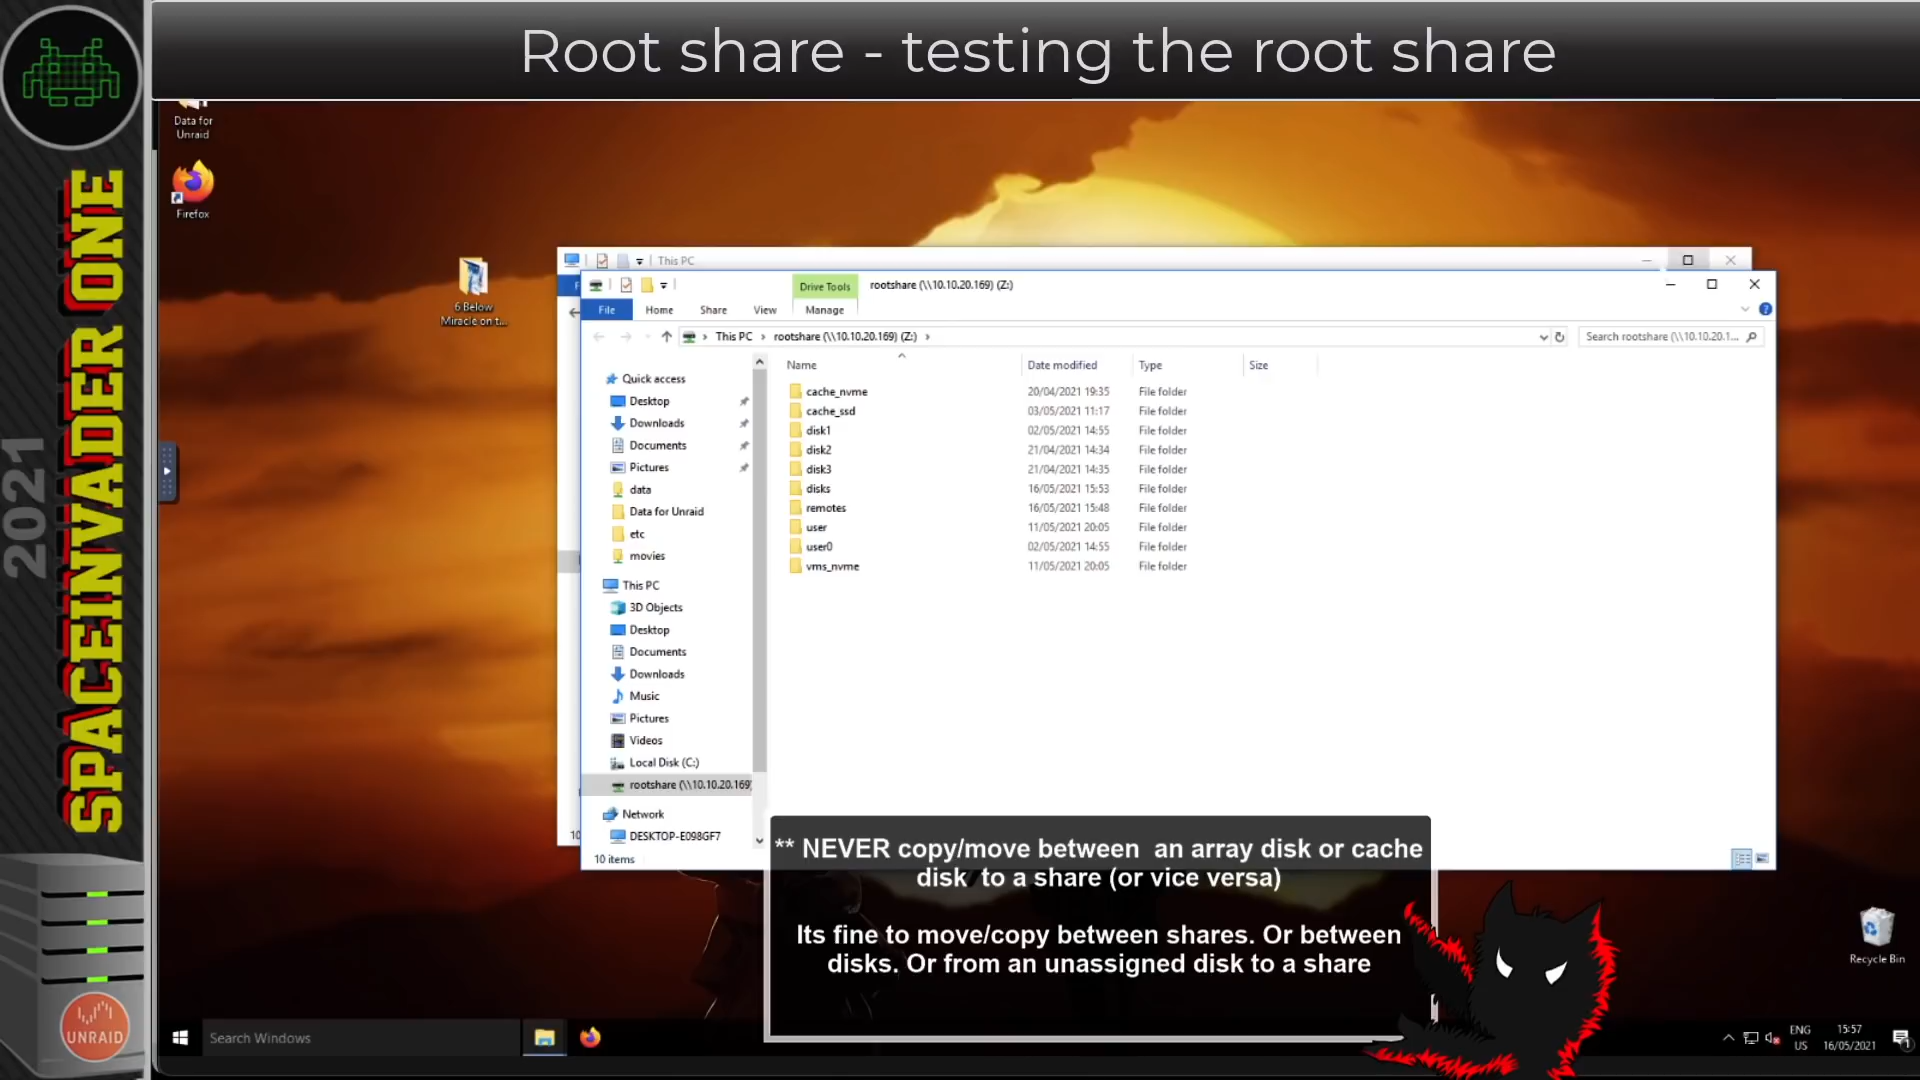 Root share - testing the root share
2021
SPACEINVADER ONE
UNRAID
Data for
Unraid
Firefox
6 Below
Miracle on t...
This PC
Drive Tools
rootshare (\\10.10.20.169) (Z:)
File
Home
Share
View
Manage
This PC
rootshare (\\10.10.20.169) (Z:)
Search rootshare (\\10.10.20.1...
Quick access
Desktop
Downloads
Documents
Pictures
data
Data for Unraid
etc
movies
This PC
3D Objects
Desktop
Documents
Downloads
Music
Pictures
Videos
Local Disk (C:)
rootshare (\\10.10.20.169)
Network
DESKTOP-E098GF7
10 items
Name Date modified Type Size
cache_nvme 20/04/2021 19:35 File folder
cache_ssd 03/05/2021 11:17 File folder
disk1 02/05/2021 14:55 File folder
disk2 21/04/2021 14:34 File folder
disk3 21/04/2021 14:35 File folder
disks 16/05/2021 15:53 File folder
remotes 16/05/2021 15:48 File folder
user 11/05/2021 20:05 File folder
user0 02/05/2021 14:55 File folder
vms_nvme 11/05/2021 20:05 File folder
10
** NEVER copy/move between an array disk or cache
disk to a share (or vice versa)
Its fine to move/copy between shares. Or between
disks. Or from an unassigned disk to a share
Recycle Bin
Search Windows
ENG
US
15:57
16/05/2021
1